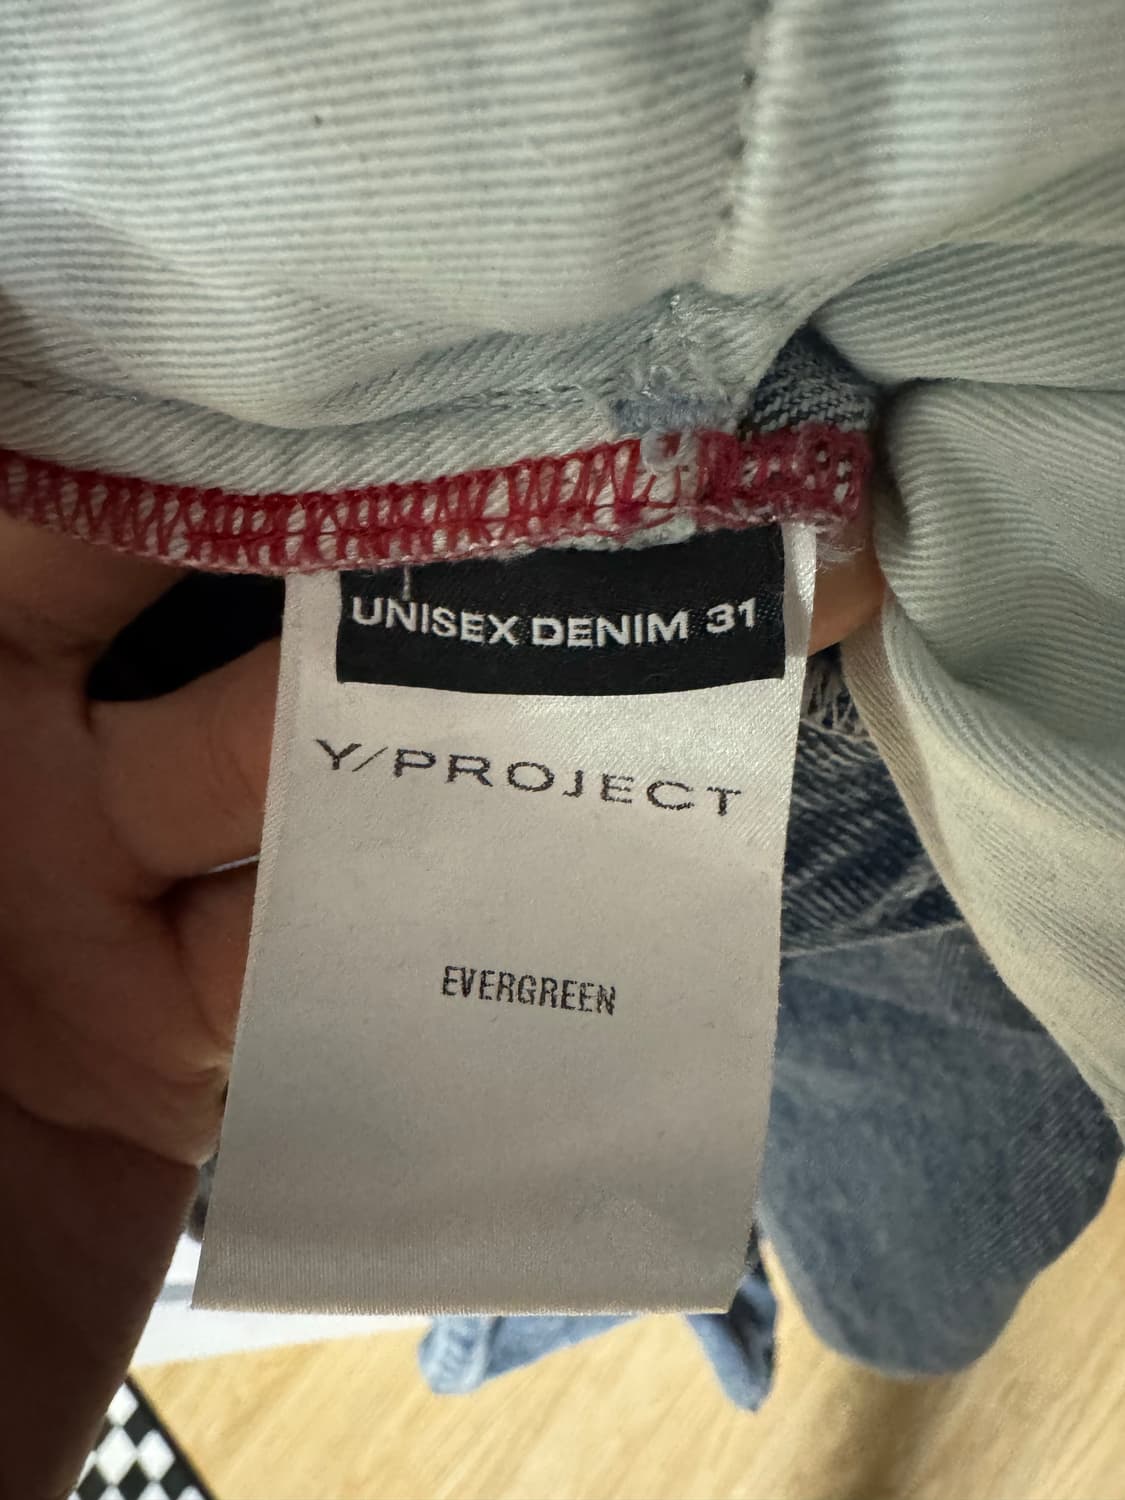 UNISEX DENIM 31
Y/PROJECT
EVERGREEN